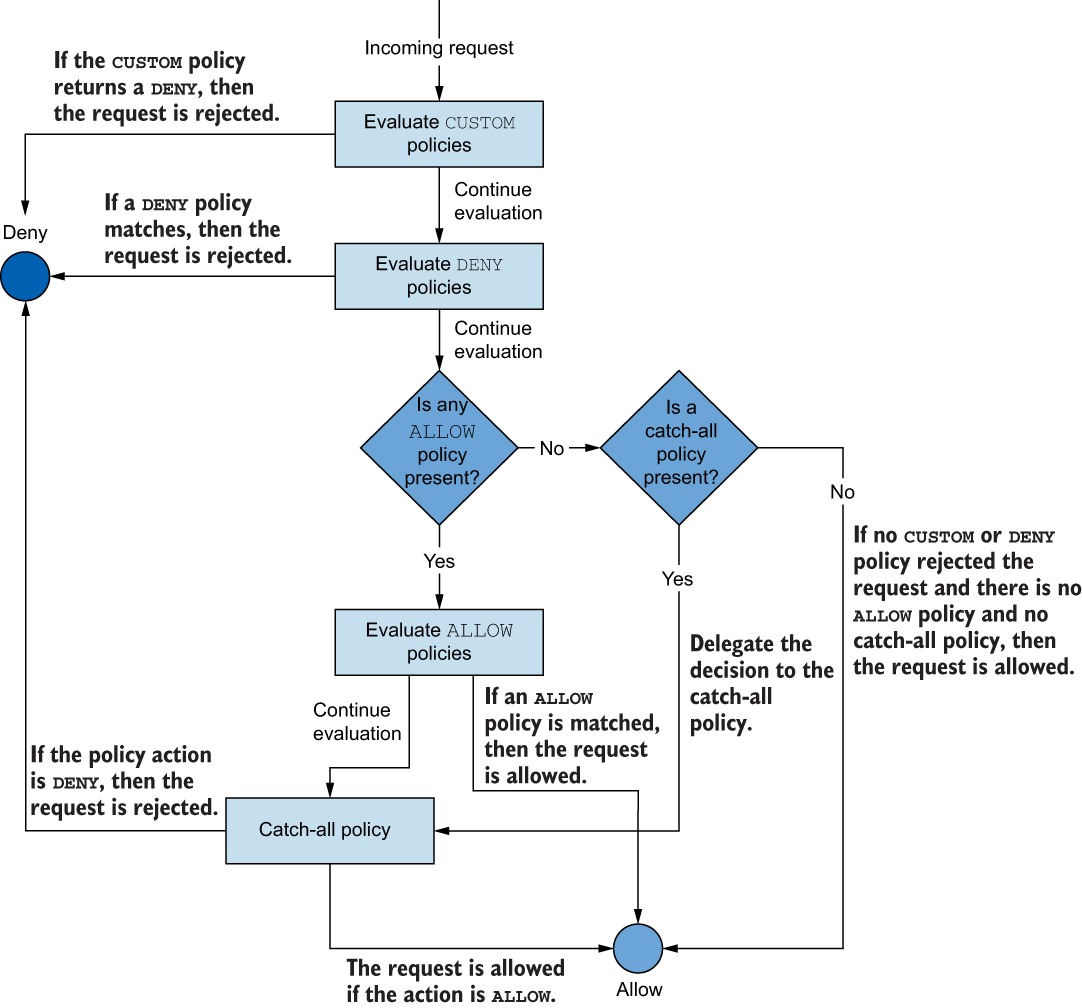 Incoming request
If the CUSTOM policy
returns a DENY, then
the request is rejected.
Evaluate CUSTOM
policies
Continue
evaluation
If a DENY policy
matches, then the
request is rejected.
Deny
Evaluate DENY
policies
Continue
evaluation
Is any
ALLOW
policy
present?
No
Is a
catch-all
policy
present?
No
Yes
Yes
If no CUSTOM or DENY
policy rejected the
request and there is no
ALLOW policy and no
catch-all policy, then
the request is allowed.
Evaluate ALLOW
policies
Delegate the
decision to the
catch-all
policy.
Continue
evaluation
If an ALLOW
policy is matched,
then the request
is allowed.
If the policy action
is DENY, then the
request is rejected.
Catch-all policy
The request is allowed
if the action is ALLOW.
Allow